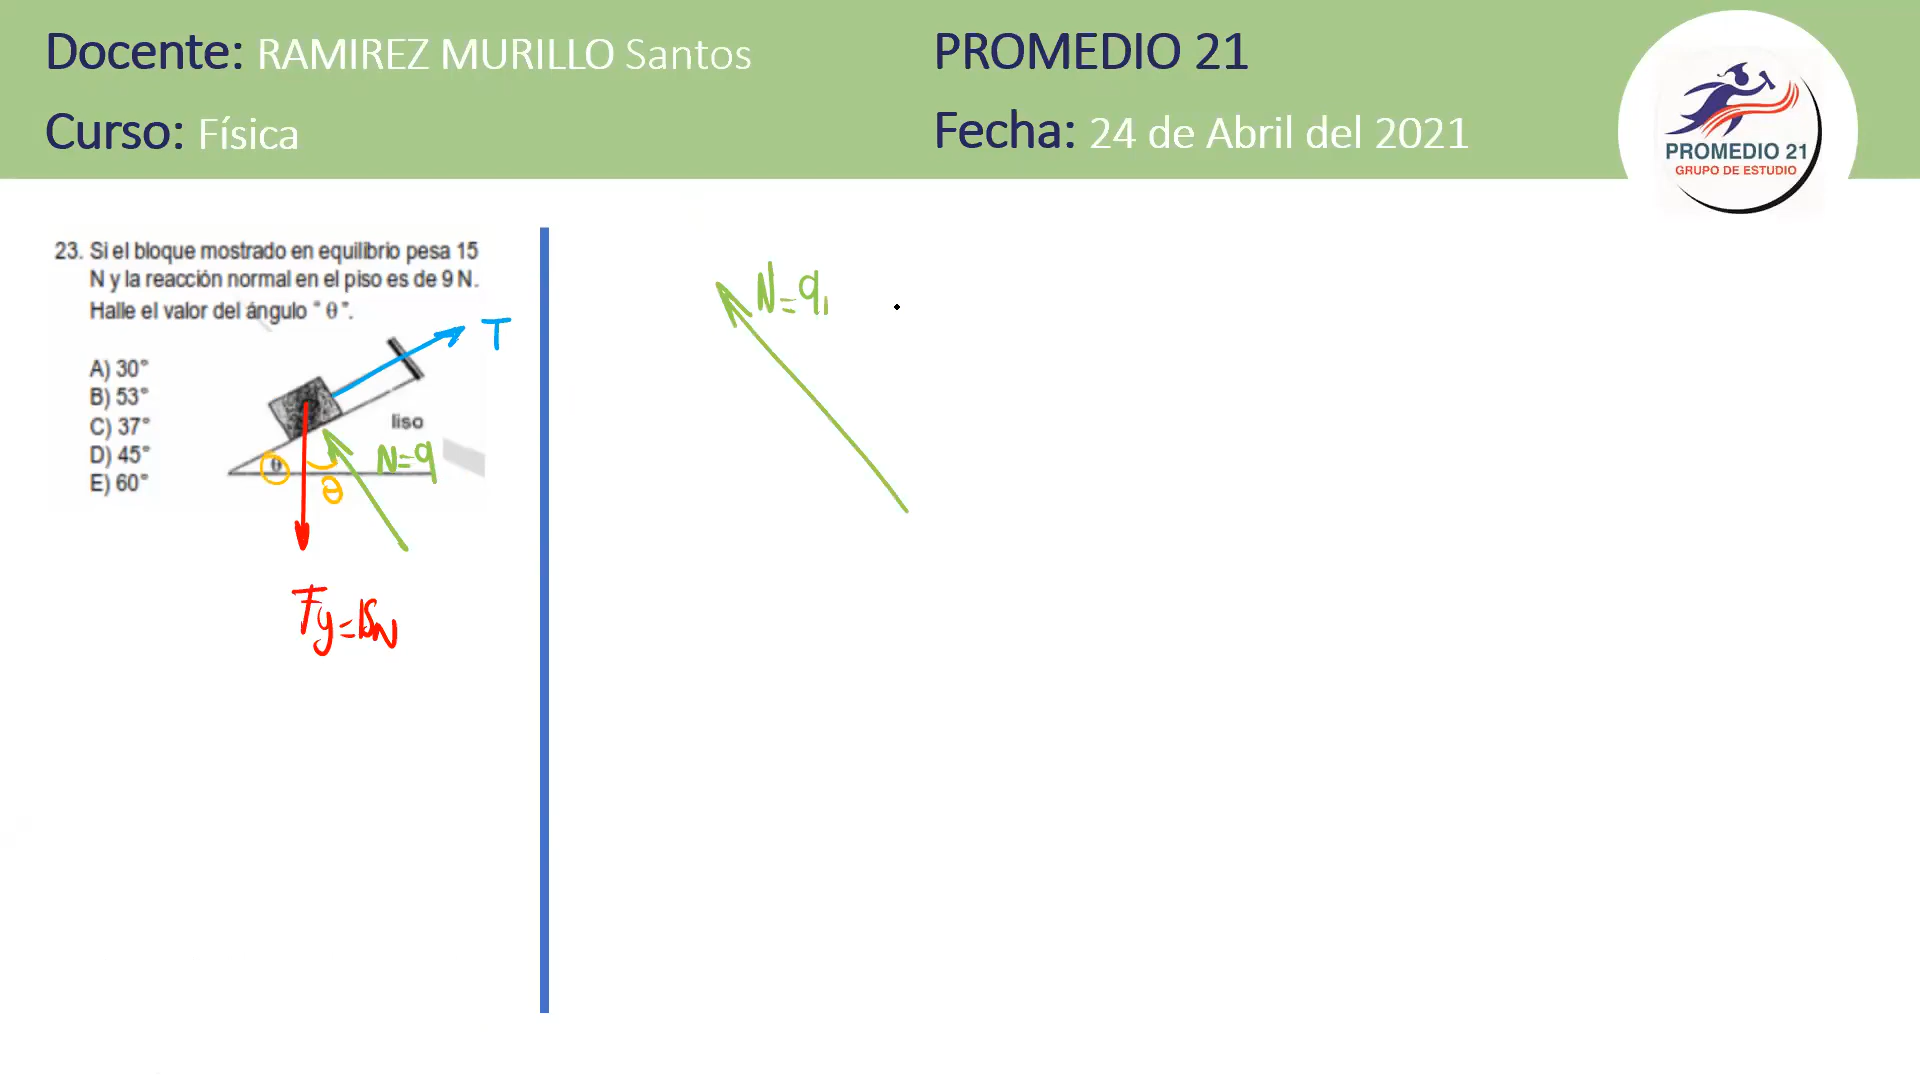 Docente: RAMIREZ MURILLO Santos
PROMEDIO 21
Curso: Física
Fecha: 24 de Abril del 2021
PROMEDIO 21
GRUPO DE ESTUDIO
23. Si el bloque mostrado en equilibrio pesa 15
N y la reacción normal en el piso es de 9 N.
Halle el valor del ángulo " θ ".
A) 30°
B) 53°
C) 37°
D) 45°
E) 60°
T
liso
θ
N=9
θ
Fg=15N
N=9